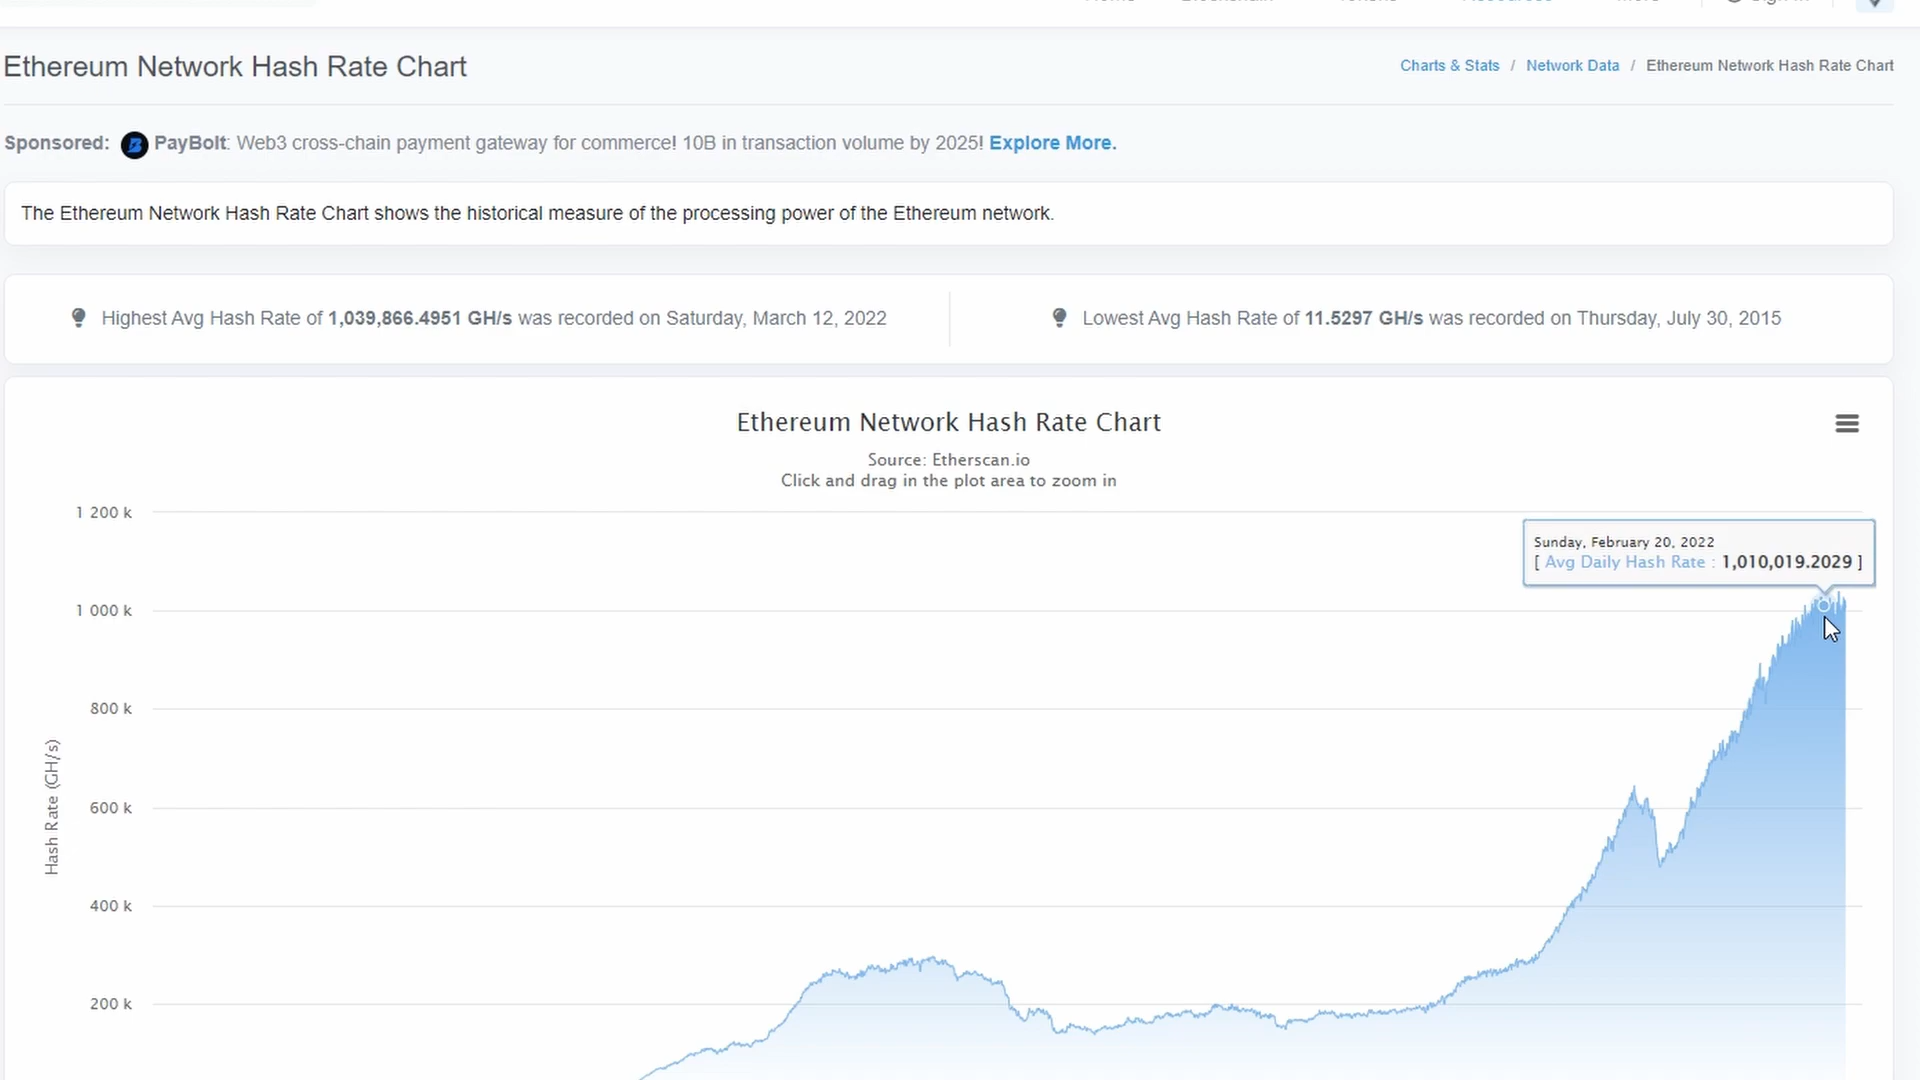 Ethereum Network Hash Rate Chart
Charts & Stats / Network Data / Ethereum Network Hash Rate Chart
Sponsored: PayBolt: Web3 cross-chain payment gateway for commerce! 10B in transaction volume by 2025! Explore More.
The Ethereum Network Hash Rate Chart shows the historical measure of the processing power of the Ethereum network.
Highest Avg Hash Rate of 1,039,866.4951 GH/s was recorded on Saturday, March 12, 2022
Lowest Avg Hash Rate of 11.5297 GH/s was recorded on Thursday, July 30, 2015
Ethereum Network Hash Rate Chart
Source: Etherscan.io
Click and drag in the plot area to zoom in
1 200 k
Sunday, February 20, 2022
[ Avg Daily Hash Rate : 1,010,019.2029 ]
1 000 k
800 k
Hash Rate (GH/s)
600 k
400 k
200 k